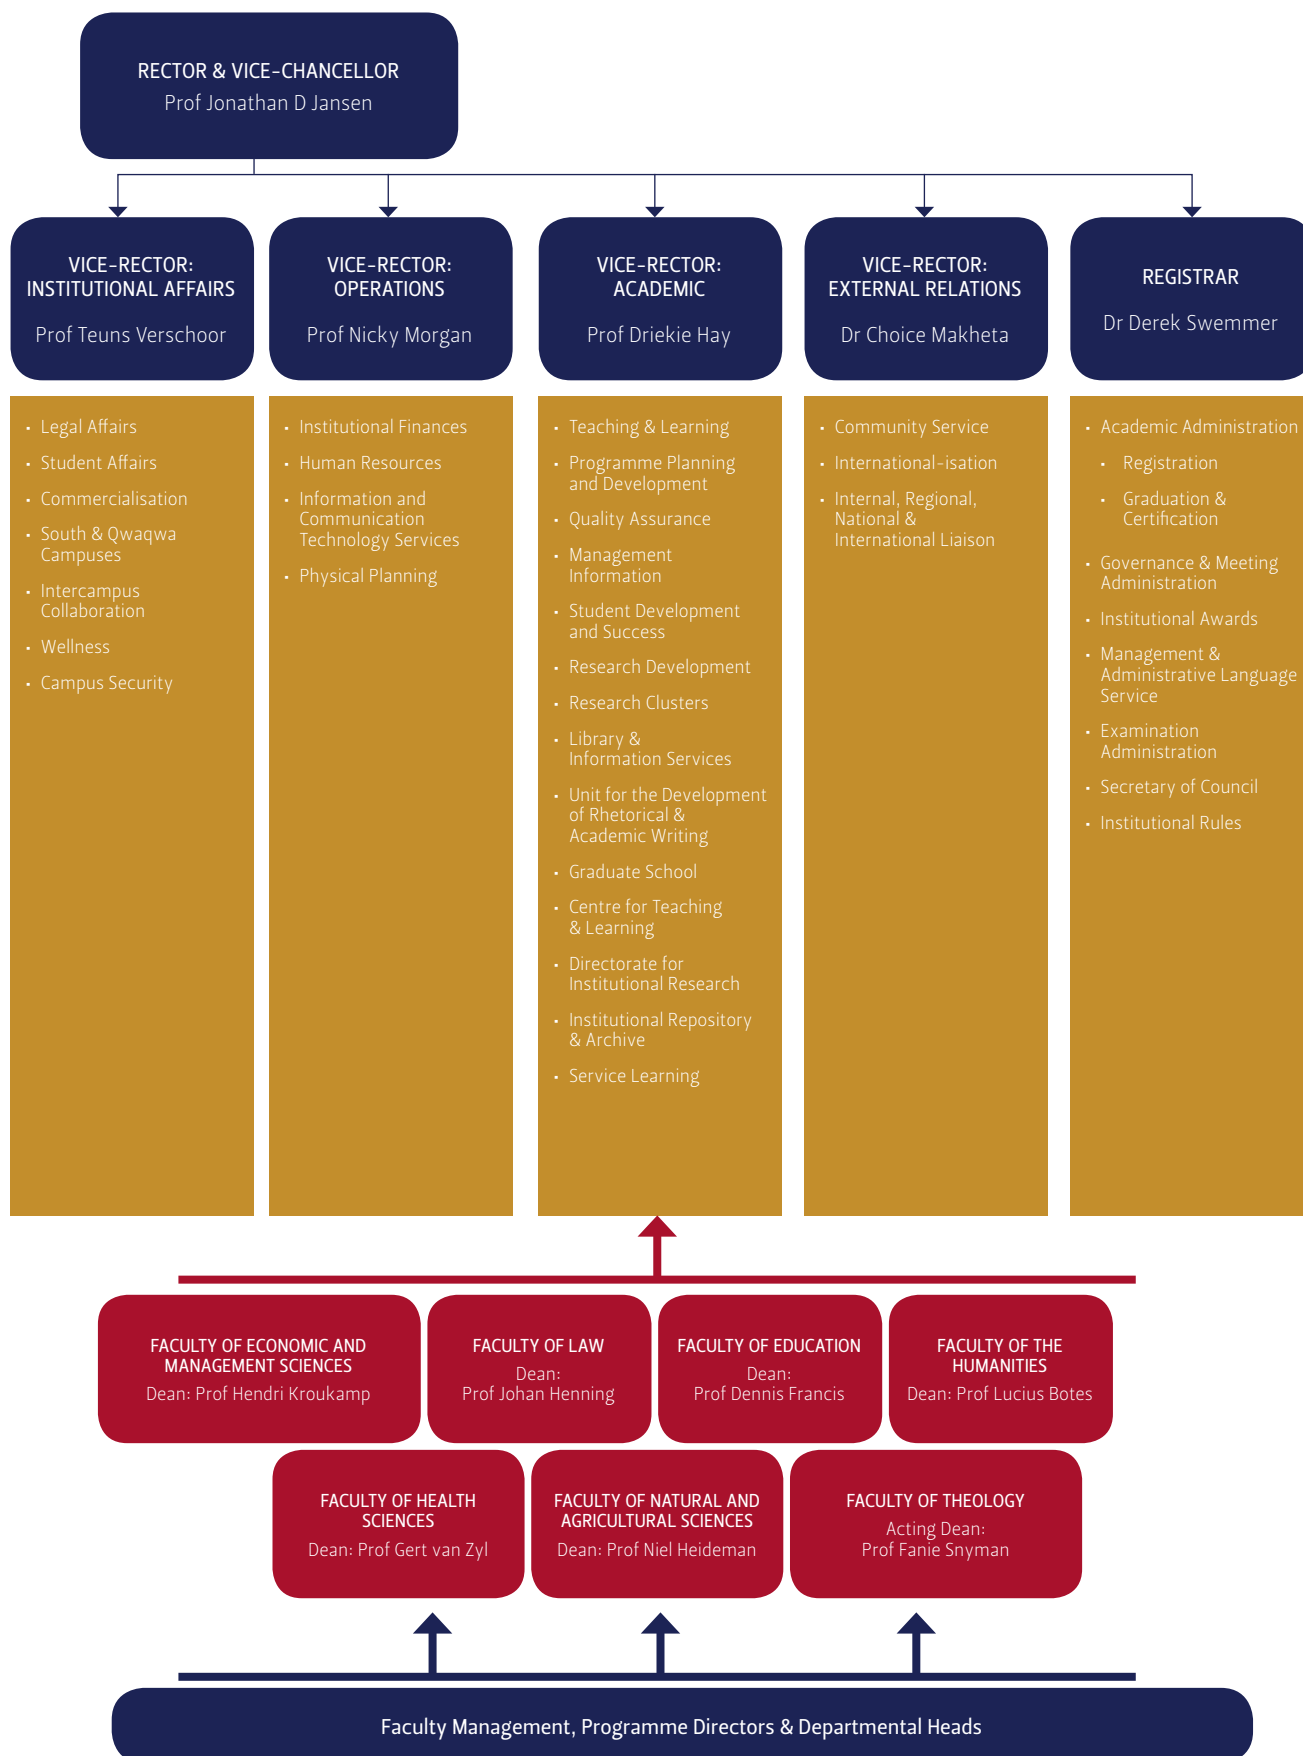 RECTOR & VICE-CHANCELLOR
Prof Jonathan D Jansen
VICE-RECTOR:
INSTITUTIONAL AFFAIRS
Prof Teuns Verschoor
VICE-RECTOR:
OPERATIONS
Prof Nicky Morgan
VICE-RECTOR:
ACADEMIC
Prof Driekie Hay
VICE-RECTOR:
EXTERNAL RELATIONS
Dr Choice Makheta
REGISTRAR
Dr Derek Swemmer
• Legal Affairs
• Student Affairs
• Commercialisation
• South & Qwaqwa
Campuses
• Intercampus
Collaboration
• Wellness
• Campus Security
• Institutional Finances
• Human Resources
• Information and
Communication
Technology Services
• Physical Planning
• Teaching & Learning
• Programme Planning
and Development
• Quality Assurance
• Management
Information
• Student Development
and Success
• Research Development
• Research Clusters
• Library &
Information Services
• Unit for the Development
of Rhetorical &
Academic Writing
• Graduate School
• Centre for Teaching
& Learning
• Directorate for
Institutional Research
• Institutional Repository
& Archive
• Service Learning
• Community Service
• International-isation
• Internal, Regional,
National &
International Liaison
• Academic Administration
• Registration
• Graduation &
Certification
• Governance & Meeting
Administration
• Institutional Awards
• Management &
Administrative Language
Service
• Examination
Administration
• Secretary of Council
• Institutional Rules
FACULTY OF ECONOMIC AND
MANAGEMENT SCIENCES
Dean: Prof Hendri Kroukamp
FACULTY OF LAW
Dean:
Prof Johan Henning
FACULTY OF EDUCATION
Dean:
Prof Dennis Francis
FACULTY OF THE
HUMANITIES
Dean: Prof Lucius Botes
FACULTY OF HEALTH
SCIENCES
Dean: Prof Gert van Zyl
FACULTY OF NATURAL AND
AGRICULTURAL SCIENCES
Dean: Prof Niel Heideman
FACULTY OF THEOLOGY
Acting Dean:
Prof Fanie Snyman
Faculty Management, Programme Directors & Departmental Heads